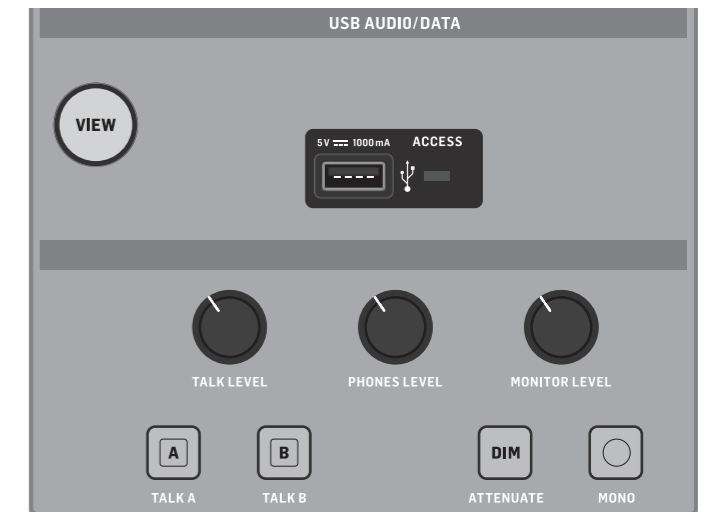 USB AUDIO/DATA
VIEW
5V ⎓ 1000mA ACCESS
TALK LEVEL PHONES LEVEL MONITOR LEVEL
A B DIM
TALK A TALK B ATTENUATE MONO